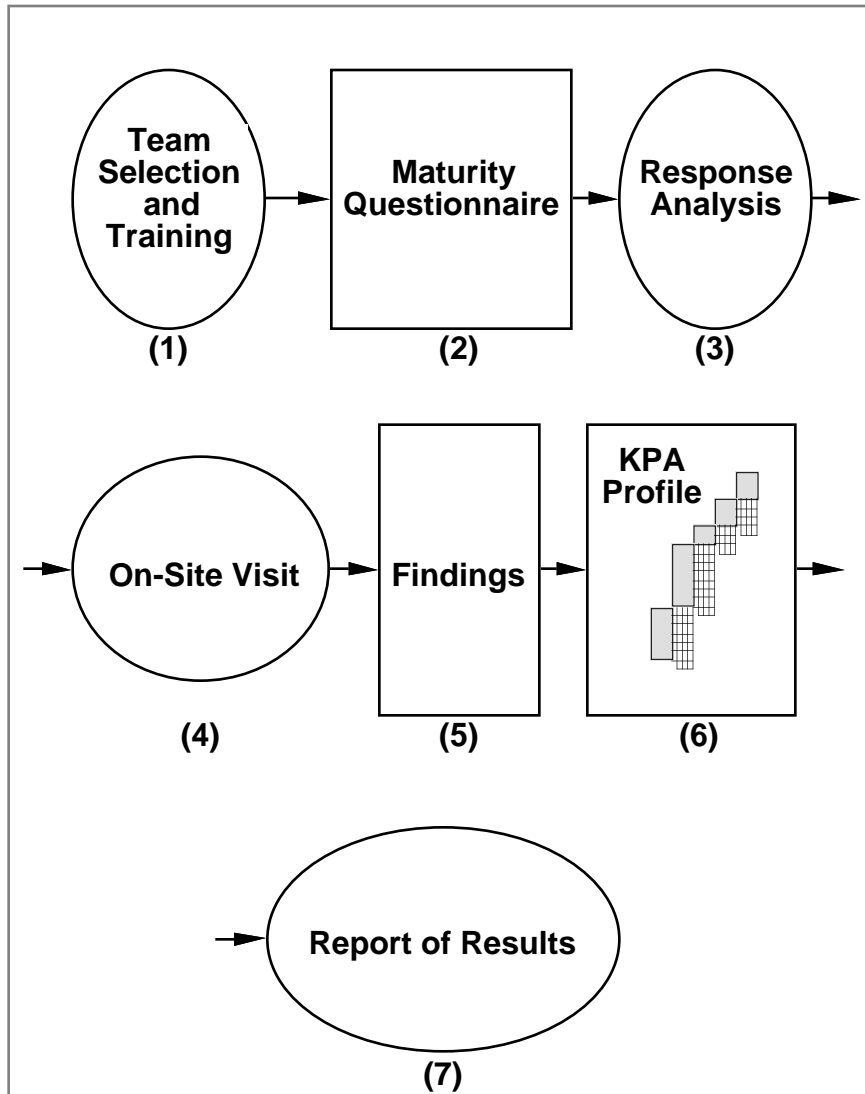 Team
Selection
and
Training
(1)
Maturity
Questionnaire
(2)
Response
Analysis
(3)
On-Site Visit
(4)
Findings
(5)
KPA
Profile
(6)
Report of Results
(7)